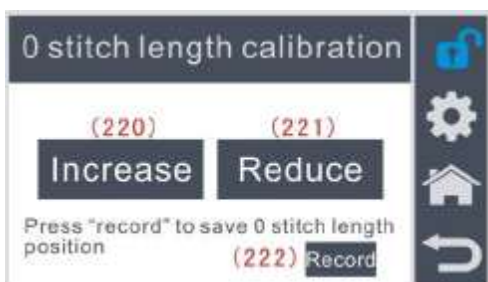 0 stitch length calibration
(220) (221)
Increase Reduce
Press "record" to save 0 stitch length
position (222) Record